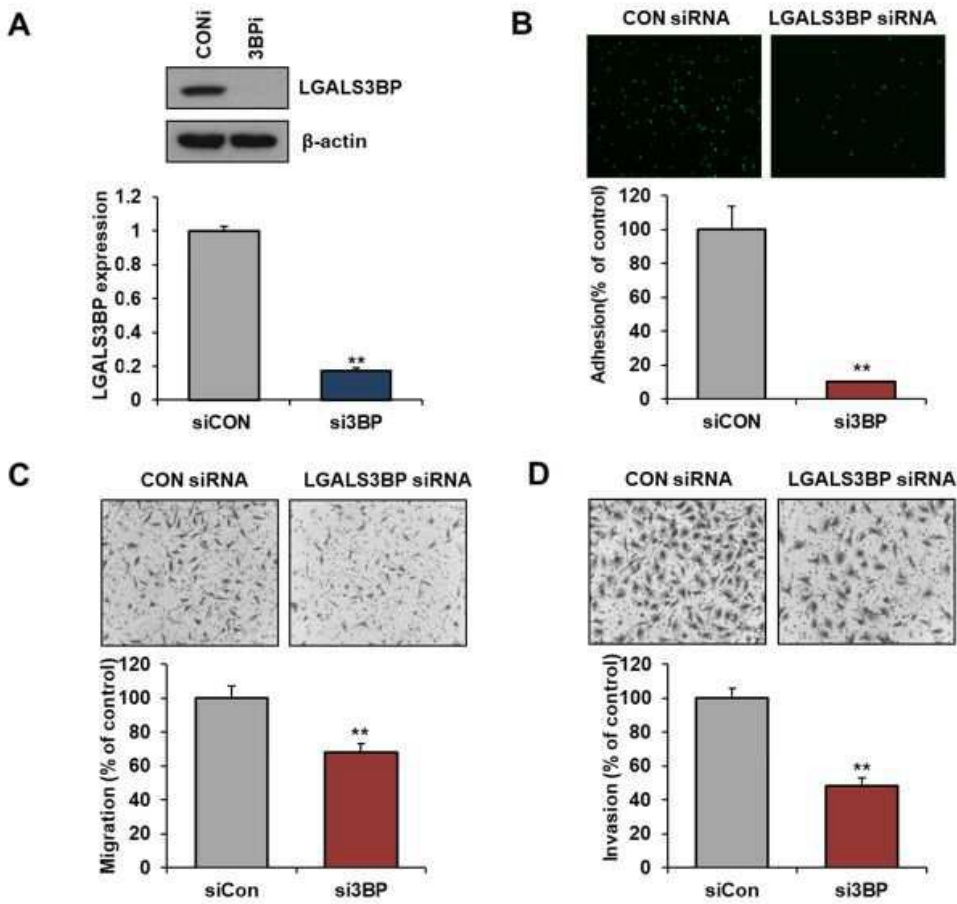 A
CONi
3BPi
LGALS3BP
β-actin
LGALS3BP expression
1.2
1
0.8
0.6
0.4
0.2
0
**
siCON
si3BP
B
CON siRNA
LGALS3BP siRNA
Adhesion(% of control)
120
100
80
60
40
20
0
**
siCON
si3BP
C
CON siRNA
LGALS3BP siRNA
Migration (% of control)
120
100
80
60
40
20
0
**
siCon
si3BP
D
CON siRNA
LGALS3BP siRNA
Invasion (% of control)
120
100
80
60
40
20
0
**
siCon
si3BP